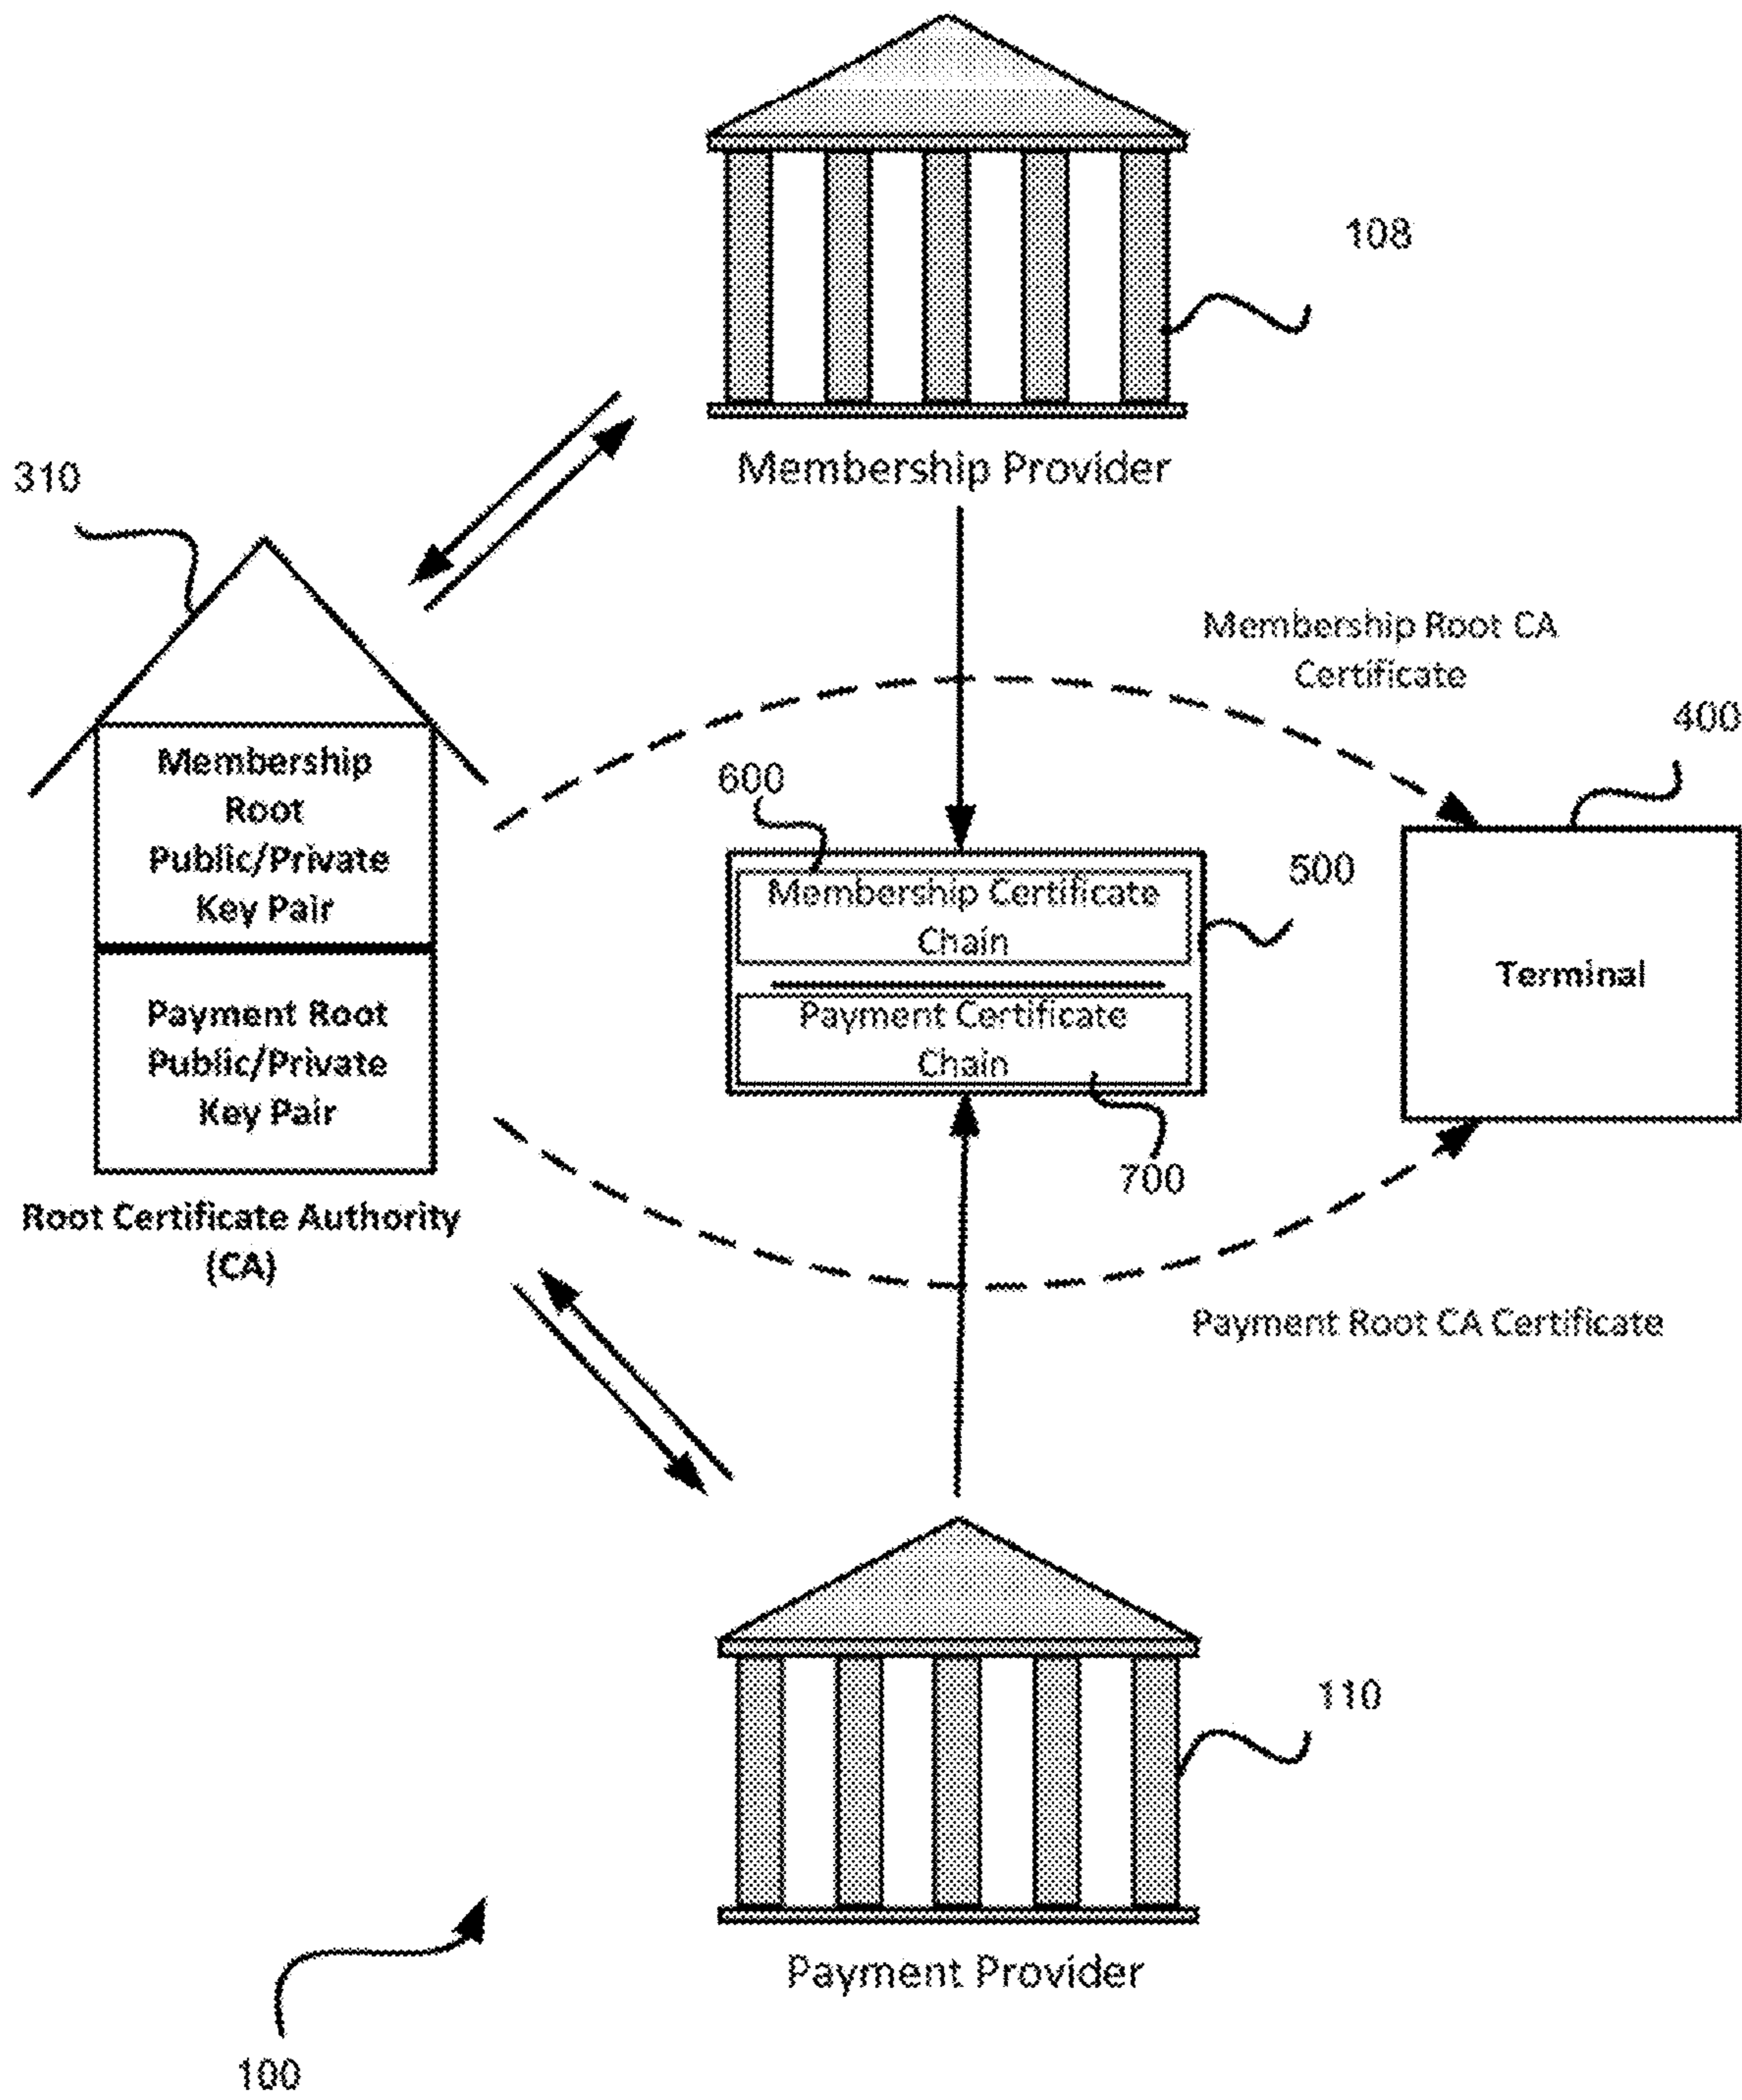 108
Membership Provider
310
Membership Root CA
Certificate
400
Membership
Root
Public/Private
Key Pair
600
500
Membership Certificate
Chain
Terminal
Payment Root
Public/Private
Key Pair
Payment Certificate
Chain
700
Root Certificate Authority
(CA)
Payment Root CA Certificate
110
Payment Provider
100